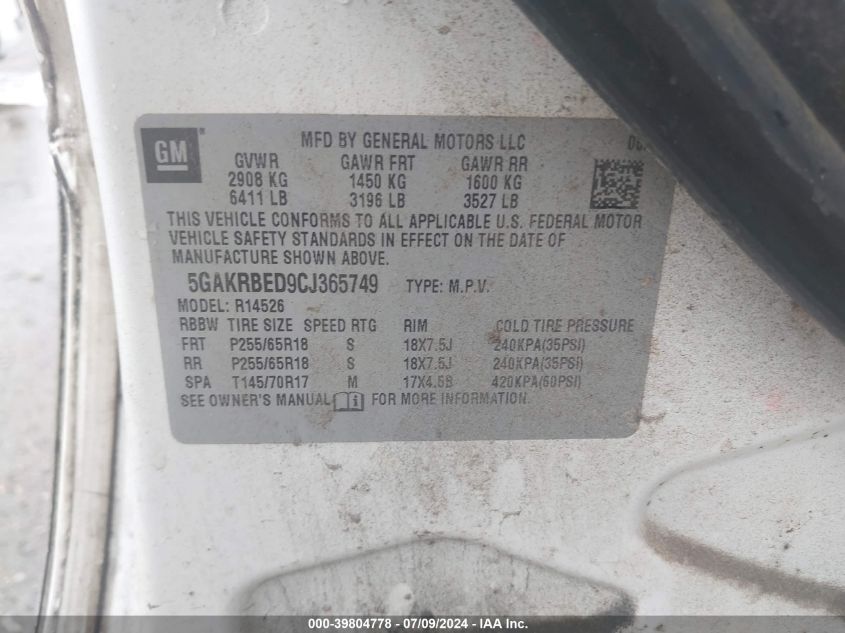 GM ® MFD BY GENERAL MOTORS LLC
GVWR GAWR FRT GAWR RR
2908 KG 1450 KG 1600 KG
6411 LB 3196 LB 3527 LB
THIS VEHICLE CONFORMS TO ALL APPLICABLE U.S. FEDERAL MOTOR
VEHICLE SAFETY STANDARDS IN EFFECT ON THE DATE OF
MANUFACTURE SHOWN ABOVE.
5GAKRBED9CJ365749 TYPE: M.P.V.
MODEL: R14526
RBBW TIRE SIZE SPEED RTG RIM COLD TIRE PRESSURE
FRT P255/65R18 S 18X7.5J 240KPA(35PSI)
RR P255/65R18 S 18X7.5J 240KPA(35PSI)
SPA T145/70R17 M 17X4.5B 420KPA(60PSI)
SEE OWNER'S MANUAL FOR MORE INFORMATION.
000-39804778 - 07/09/2024 - IAA Inc.